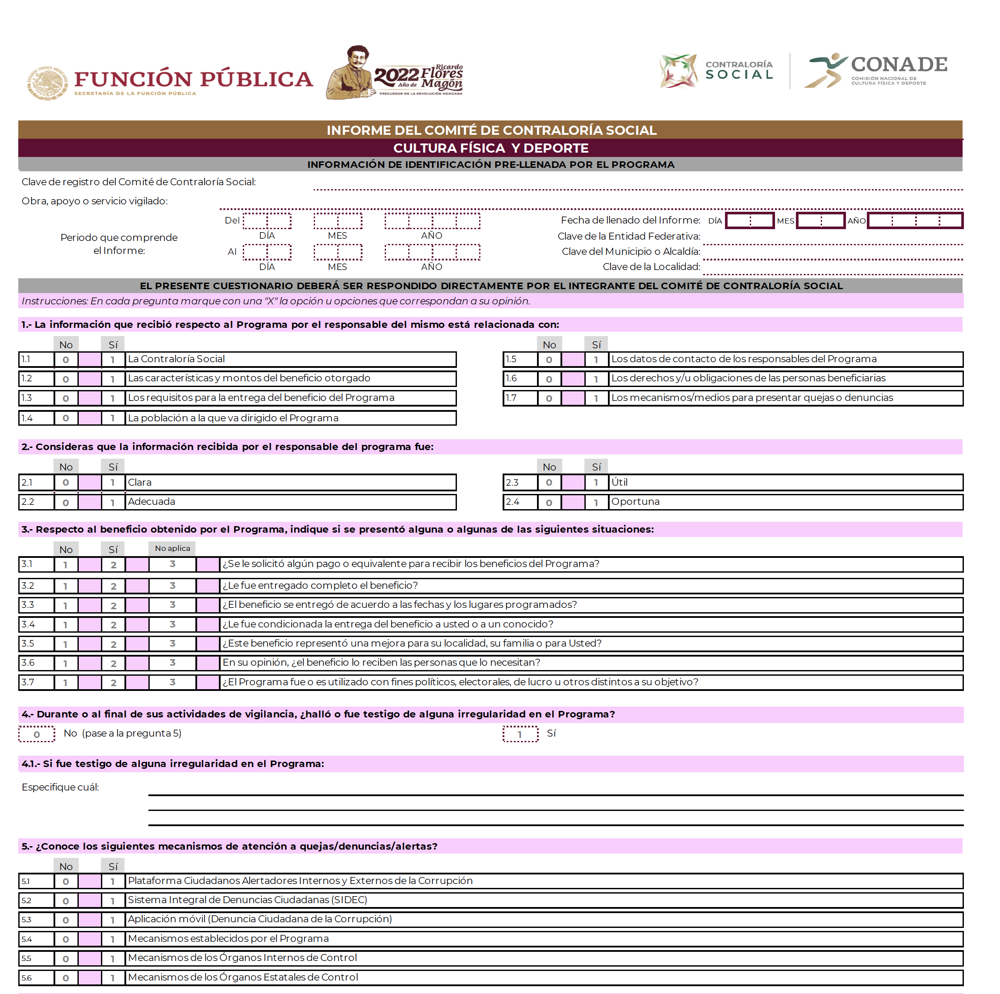 FUNCIÓN PÚBLICA
SECRETARÍA DE LA FUNCIÓN PÚBLICA
ESTADOS UNIDOS MEXICANOS
2022 Ricardo Flores
Año de Magón
PRECURSOR DE LA REVOLUCIÓN MEXICANA
CONTRALORÍA
SOCIAL
CONADE
COMISIÓN NACIONAL DE
CULTURA FÍSICA Y DEPORTE
INFORME DEL COMITÉ DE CONTRALORÍA SOCIAL
CULTURA FÍSICA Y DEPORTE
INFORMACIÓN DE IDENTIFICACIÓN PRE-LLENADA POR EL PROGRAMA
Clave de registro del Comité de Contraloría Social:
Obra, apoyo o servicio vigilado:
Periodo que comprende
el Informe:
Del
DÍA MES AÑO
Al
DÍA MES AÑO
Fecha de llenado del Informe: DÍA MES AÑO
Clave de la Entidad Federativa:
Clave del Municipio o Alcaldía:
Clave de la Localidad:
EL PRESENTE CUESTIONARIO DEBERÁ SER RESPONDIDO DIRECTAMENTE POR EL INTEGRANTE DEL COMITÉ DE CONTRALORÍA SOCIAL
Instrucciones: En cada pregunta marque con una "X" la opción u opciones que correspondan a su opinión.
1.- La información que recibió respecto al Programa por el responsable del mismo está relacionada con:
No Sí
1.1 0 1 La Contraloría Social
1.2 0 1 Las características y montos del beneficio otorgado
1.3 0 1 Los requisitos para la entrega del beneficio del Programa
1.4 0 1 La población a la que va dirigido el Programa
No Sí
1.5 0 1 Los datos de contacto de los responsables del Programa
1.6 0 1 Los derechos y/u obligaciones de las personas beneficiarias
1.7 0 1 Los mecanismos/medios para presentar quejas o denuncias
2.- Consideras que la información recibida por el responsable del programa fue:
No Sí
2.1 0 1 Clara
2.2 0 1 Adecuada
No Sí
2.3 0 1 Útil
2.4 0 1 Oportuna
3.- Respecto al beneficio obtenido por el Programa, indique si se presentó alguna o algunas de las siguientes situaciones:
No Sí No aplica
3.1 1 2 3 ¿Se le solicitó algún pago o equivalente para recibir los beneficios del Programa?
3.2 1 2 3 ¿Le fue entregado completo el beneficio?
3.3 1 2 3 ¿El beneficio se entregó de acuerdo a las fechas y los lugares programados?
3.4 1 2 3 ¿Le fue condicionada la entrega del beneficio a usted o a un conocido?
3.5 1 2 3 ¿Este beneficio representó una mejora para su localidad, su familia o para Usted?
3.6 1 2 3 En su opinión, ¿el beneficio lo reciben las personas que lo necesitan?
3.7 1 2 3 ¿El Programa fue o es utilizado con fines políticos, electorales, de lucro u otros distintos a su objetivo?
4.- Durante o al final de sus actividades de vigilancia, ¿halló o fue testigo de alguna irregularidad en el Programa?
0 No (pase a la pregunta 5) 1 Sí
4.1.- Si fue testigo de alguna irregularidad en el Programa:
Especifique cuál:
5.- ¿Conoce los siguientes mecanismos de atención a quejas/denuncias/alertas?
No Sí
5.1 0 1 Plataforma Ciudadanos Alertadores Internos y Externos de la Corrupción
5.2 0 1 Sistema Integral de Denuncias Ciudadanas (SIDEC)
5.3 0 1 Aplicación móvil (Denuncia Ciudadana de la Corrupción)
5.4 0 1 Mecanismos establecidos por el Programa
5.5 0 1 Mecanismos de los Órganos Internos de Control
5.6 0 1 Mecanismos de los Órganos Estatales de Control